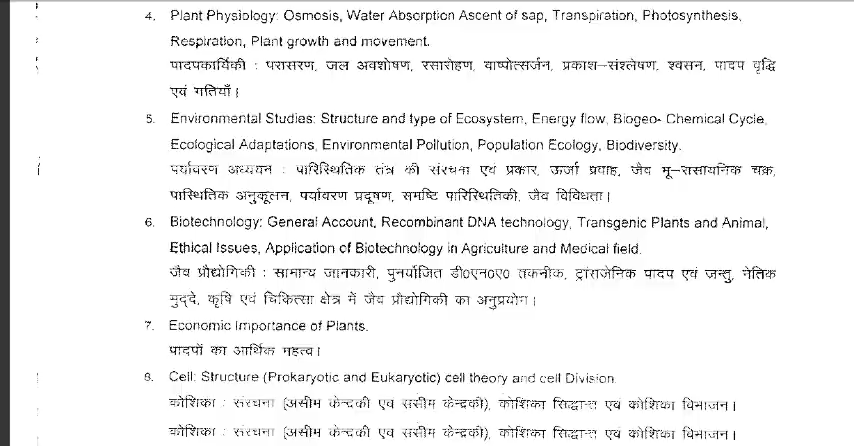 4. Plant Physiology: Osmosis, Water Absorption Ascent of sap, Transpiration, Photosynthesis,
Respiration, Plant growth and movement.
पादपकार्यिकी : परासरण, जल अवशोषण, रसारोहण, वाष्पोत्सर्जन, प्रकाश–संश्लेषण, श्वसन, पादप वृद्धि
एवं गतियाँ।
5. Environmental Studies: Structure and type of Ecosystem, Energy flow, Biogeo- Chemical Cycle,
Ecological Adaptations, Environmental Pollution, Population Ecology, Biodiversity.
पर्यावरण अध्ययन : पारिस्थितिक तंत्र की संरचना एवं प्रकार, ऊर्जा प्रवाह, जैव भू–रासायनिक चक्र,
पास्थितिक अनुकूलन, पर्यावरण प्रदूषण, समष्टि पारिस्थितिकी, जैव विविधता।
6. Biotechnology: General Account, Recombinant DNA technology, Transgenic Plants and Animal,
Ethical Issues, Application of Biotechnology in Agriculture and Medical field.
जैव प्रौद्योगिकी : सामान्य जानकारी, पुनर्योजित डी०एन०ए० तकनीक, ट्रांसजेनिक पादप एवं जन्तु, नैतिक
मुद्दे, कृषि एवं चिकित्सा क्षेत्र में जैव प्रौद्योगिकी का अनुप्रयोग।
7. Economic Importance of Plants.
पादपों का आर्थिक महत्व।
8. Cell: Structure (Prokaryotic and Eukaryotic) cell theory and cell Division.
कोशिका : संरचना (असीम केन्द्रकी एवं ससीम केन्द्रकी), कोशिका सिद्धान्त एवं कोशिका विभाजन।
कोशिका : संरचना (असीम केन्द्रकी एवं ससीम केन्द्रकी), कोशिका सिद्धान्त एवं कोशिका विभाजन।